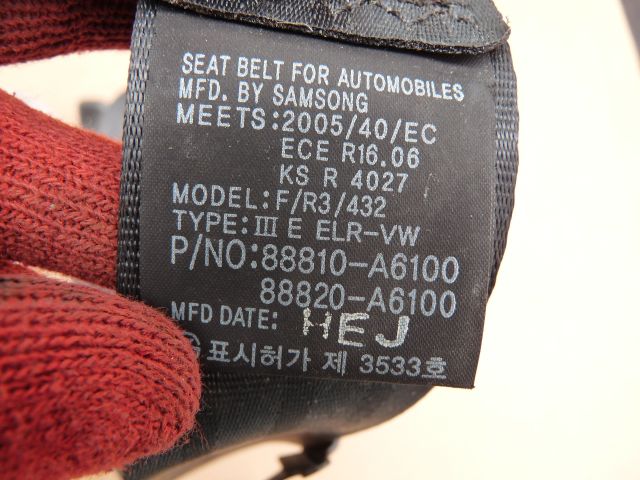 SEAT BELT FOR AUTOMOBILES
MFD. BY SAMSONG
MEETS:2005/40/EC
ECE R16.06
KS R 4027
MODEL:F/R3/432
TYPE:Ⅲ E ELR-VW
P/NO:88810-A6100
88820-A6100
MFD DATE: HEJ
표시허가 제 3533호